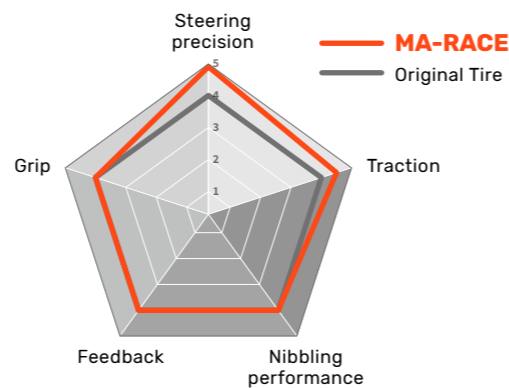 Steering
precision
MA-RACE
Original Tire
5
4
3
2
1
Grip
Traction
Feedback
Nibbling
performance